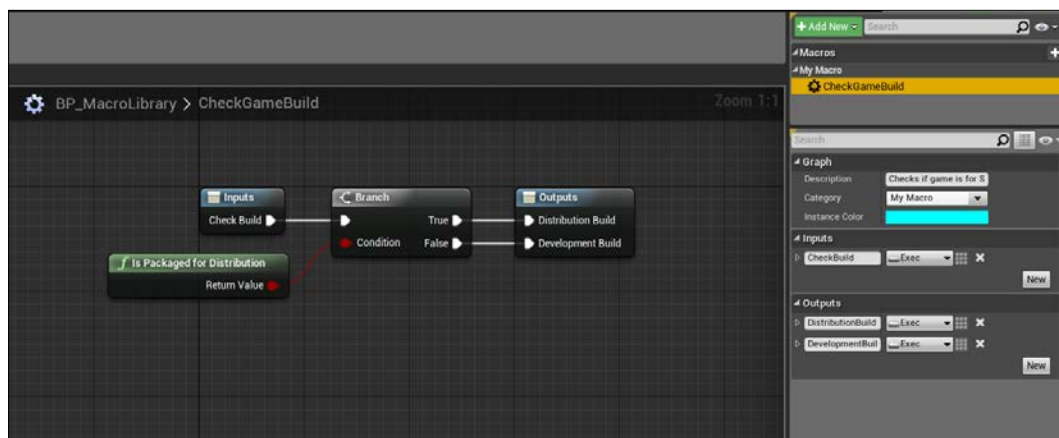 BP_MacroLibrary > CheckGameBuild
Zoom 1:1
Inputs
Check Build
Is Packaged for Distribution
Return Value
Branch
True
Condition
False
Outputs
Distribution Build
Development Build
+ Add New
Search
Macros
+
My Macro
CheckGameBuild
Search
Graph
Description
Checks if game is for S
Category
My Macro
Instance Color
Inputs
CheckBuild
Exec
New
Outputs
DistributionBuild
Exec
DevelopmentBuil
Exec
New